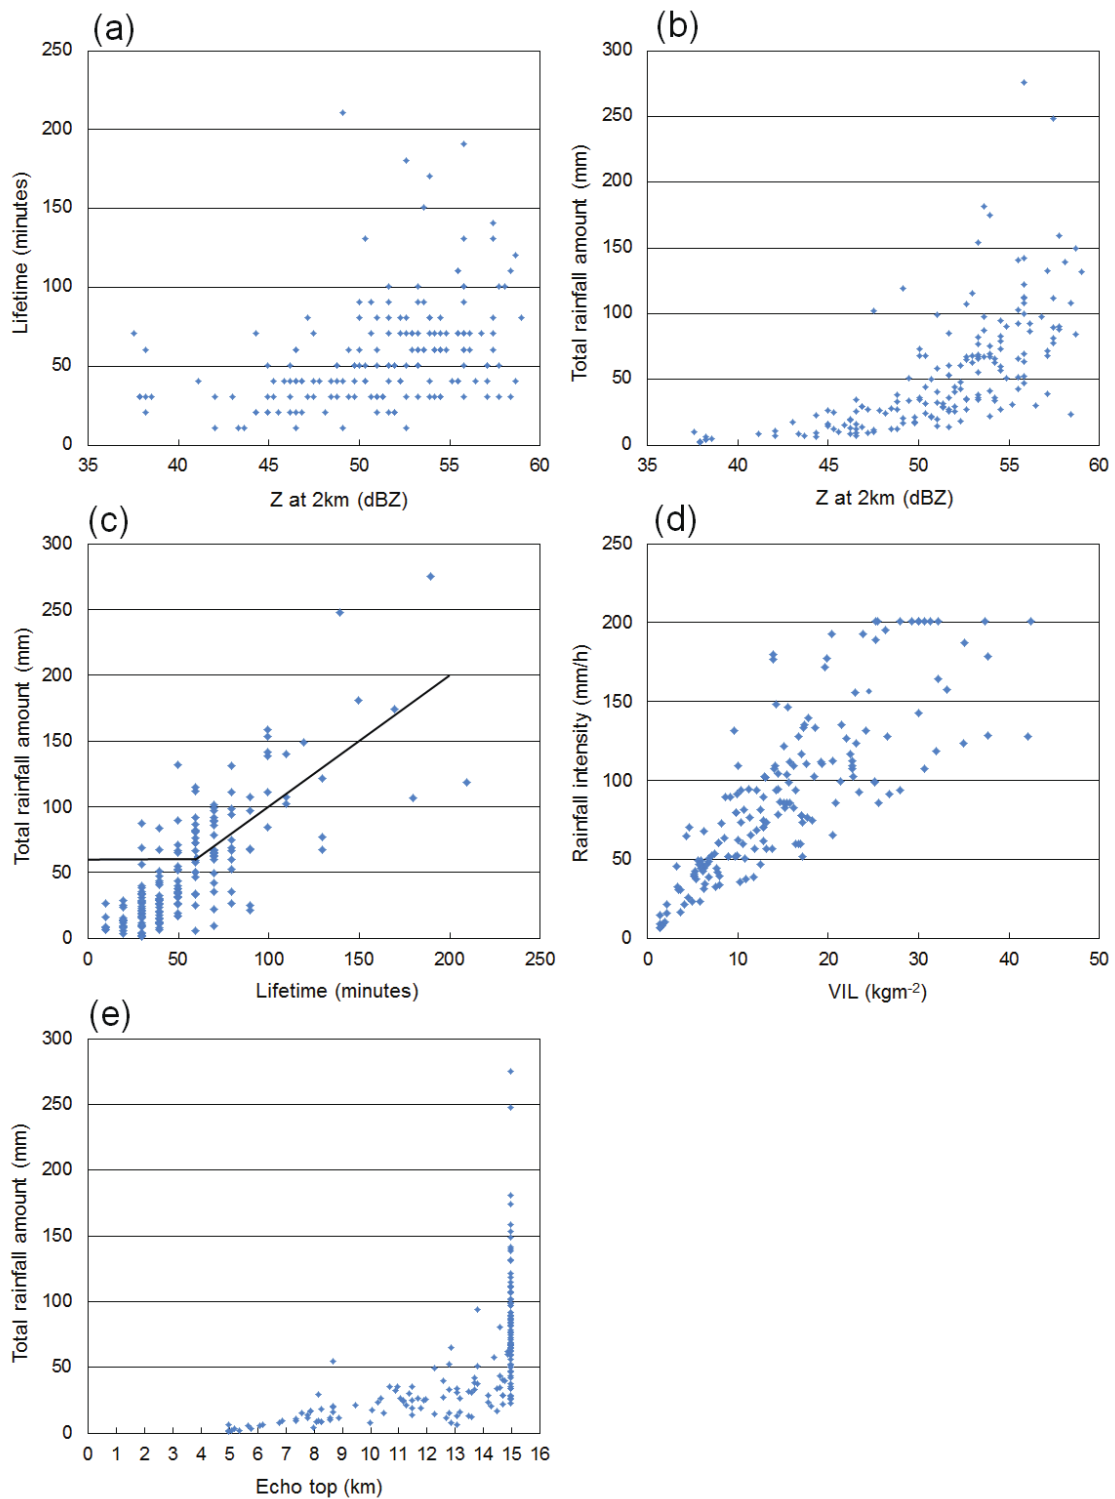 (a)
250
200
150
100
50
0
35 40 45 50 55 60
Lifetime (minutes)
Z at 2km (dBZ)
(b)
300
250
200
150
100
50
0
35 40 45 50 55 60
Total rainfall amount (mm)
Z at 2km (dBZ)
(c)
300
250
200
150
100
50
0
0 50 100 150 200 250
Total rainfall amount (mm)
Lifetime (minutes)
(d)
250
200
150
100
50
0
0 10 20 30 40 50
Rainfall intensity (mm/h)
VIL (kgm⁻²)
(e)
300
250
200
150
100
50
0
0 1 2 3 4 5 6 7 8 9 10 11 12 13 14 15 16
Total rainfall amount (mm)
Echo top (km)